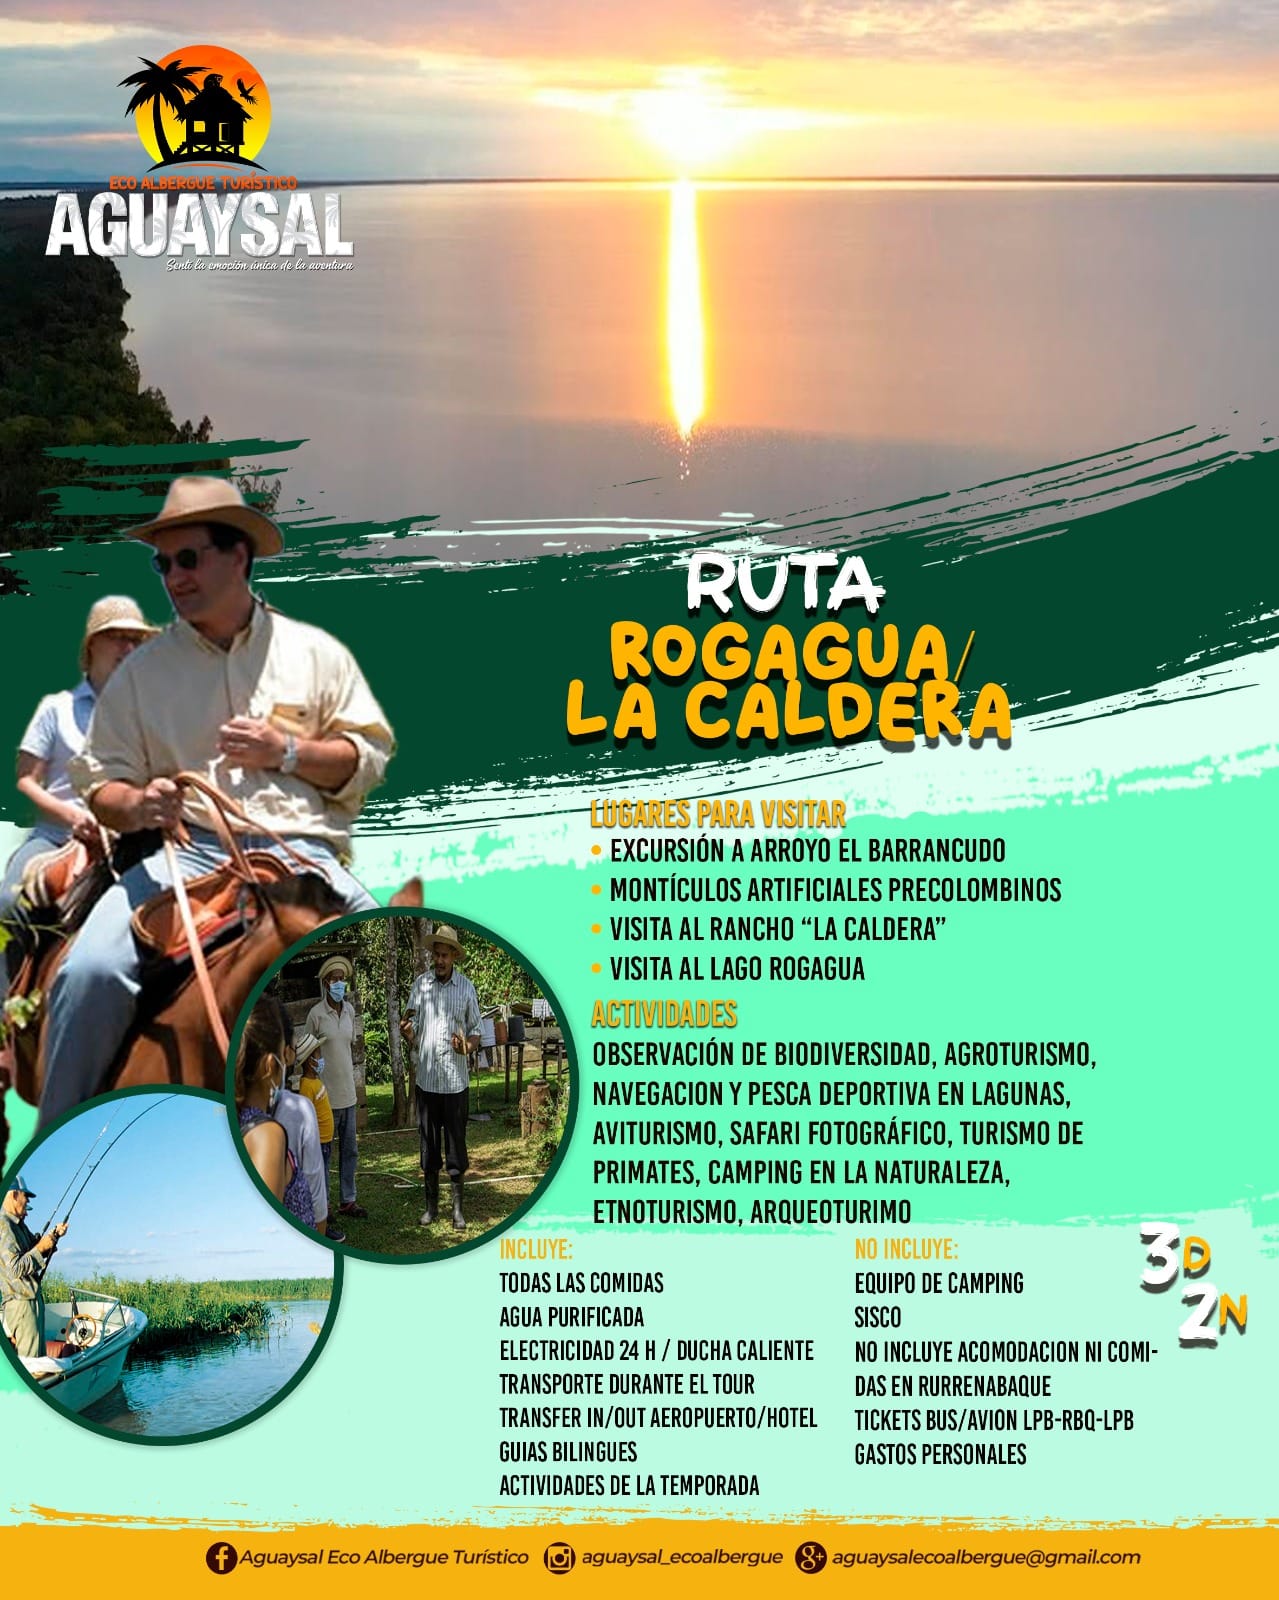 ECO ALBERGUE TURÍSTICO
AGUAYSAL
Sentí la emoción única de la aventura
RUTA
ROGAGUA/
LA CALDERA
LUGARES PARA VISITAR
• EXCURSIÓN A ARROYO EL BARRANCUDO
• MONTÍCULOS ARTIFICIALES PRECOLOMBINOS
• VISITA AL RANCHO “LA CALDERA”
• VISITA AL LAGO ROGAGUA
ACTIVIDADES
OBSERVACIÓN DE BIODIVERSIDAD, AGROTURISMO,
NAVEGACION Y PESCA DEPORTIVA EN LAGUNAS,
AVITURISMO, SAFARI FOTOGRÁFICO, TURISMO DE
PRIMATES, CAMPING EN LA NATURALEZA,
ETNOTURISMO, ARQUEOTURIMO
3D
2N
INCLUYE:
TODAS LAS COMIDAS
AGUA PURIFICADA
ELECTRICIDAD 24 H / DUCHA CALIENTE
TRANSPORTE DURANTE EL TOUR
TRANSFER IN/OUT AEROPUERTO/HOTEL
GUIAS BILINGUES
ACTIVIDADES DE LA TEMPORADA
NO INCLUYE:
EQUIPO DE CAMPING
SISCO
NO INCLUYE ACOMODACION NI COMI-
DAS EN RURRENABAQUE
TICKETS BUS/AVION LPB-RBQ-LPB
GASTOS PERSONALES
Aguaysal Eco Albergue Turístico aguaysal_ecoalbergue aguaysalecoalbergue@gmail.com